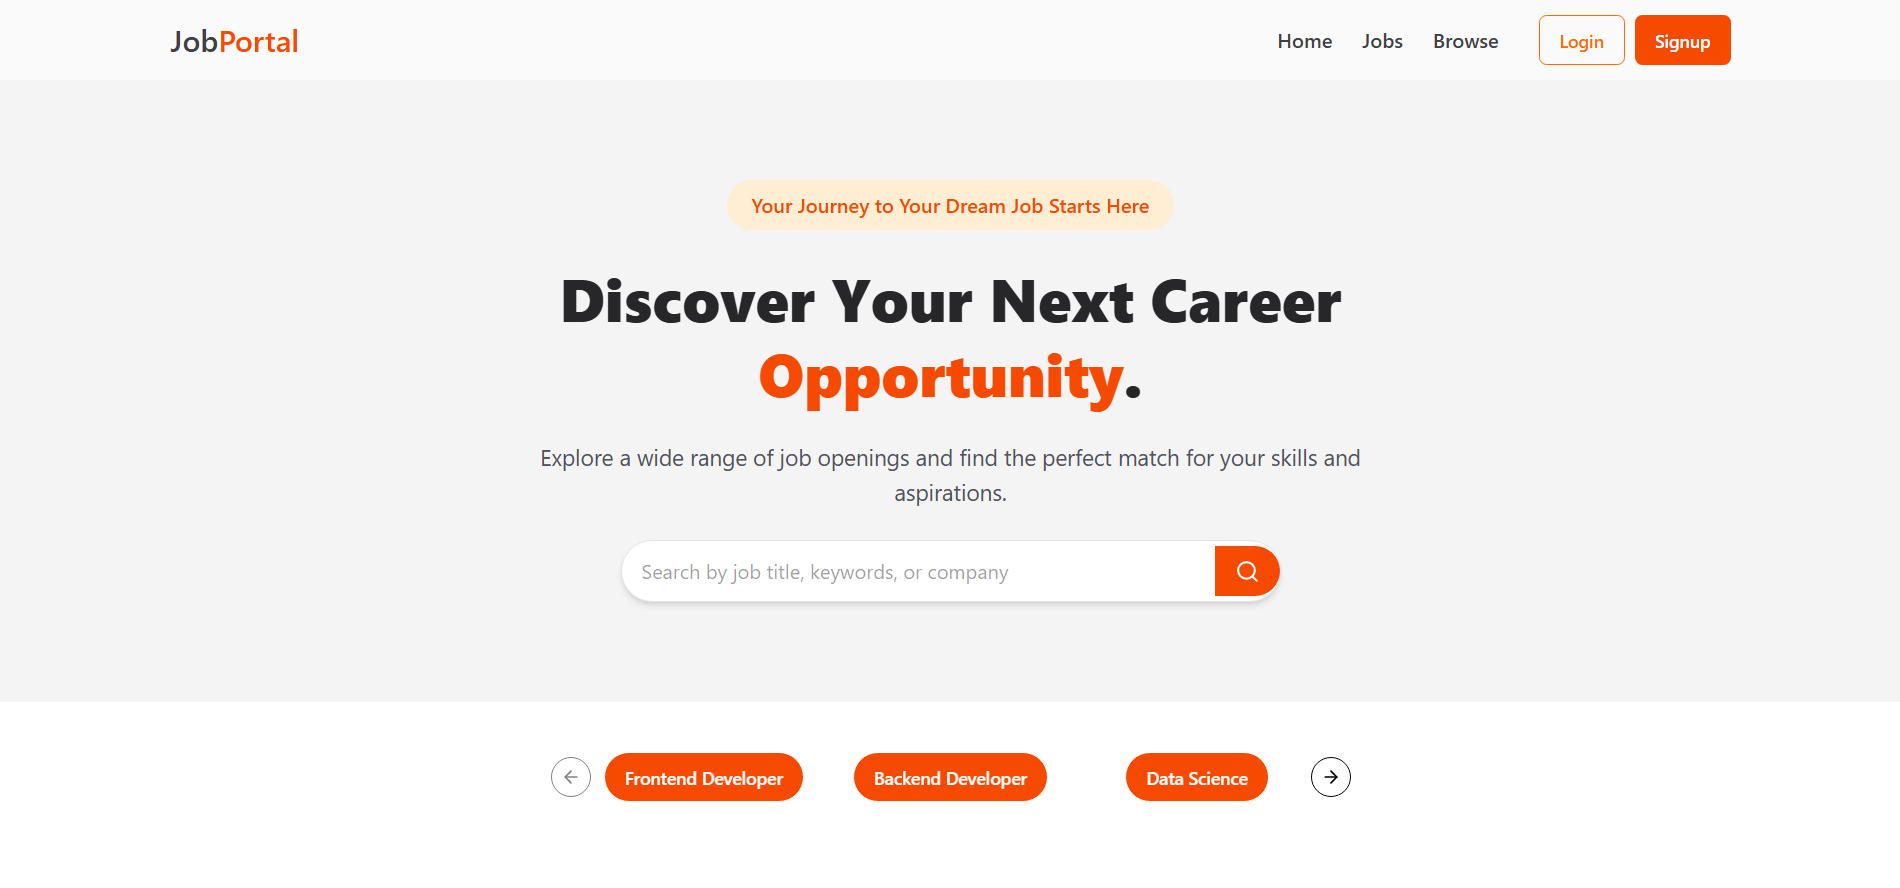 JobPortal
Home Jobs Browse Login Signup
Your Journey to Your Dream Job Starts Here
Discover Your Next Career
Opportunity.
Explore a wide range of job openings and find the perfect match for your skills and
aspirations.
Search by job title, keywords, or company
Frontend Developer Backend Developer Data Science